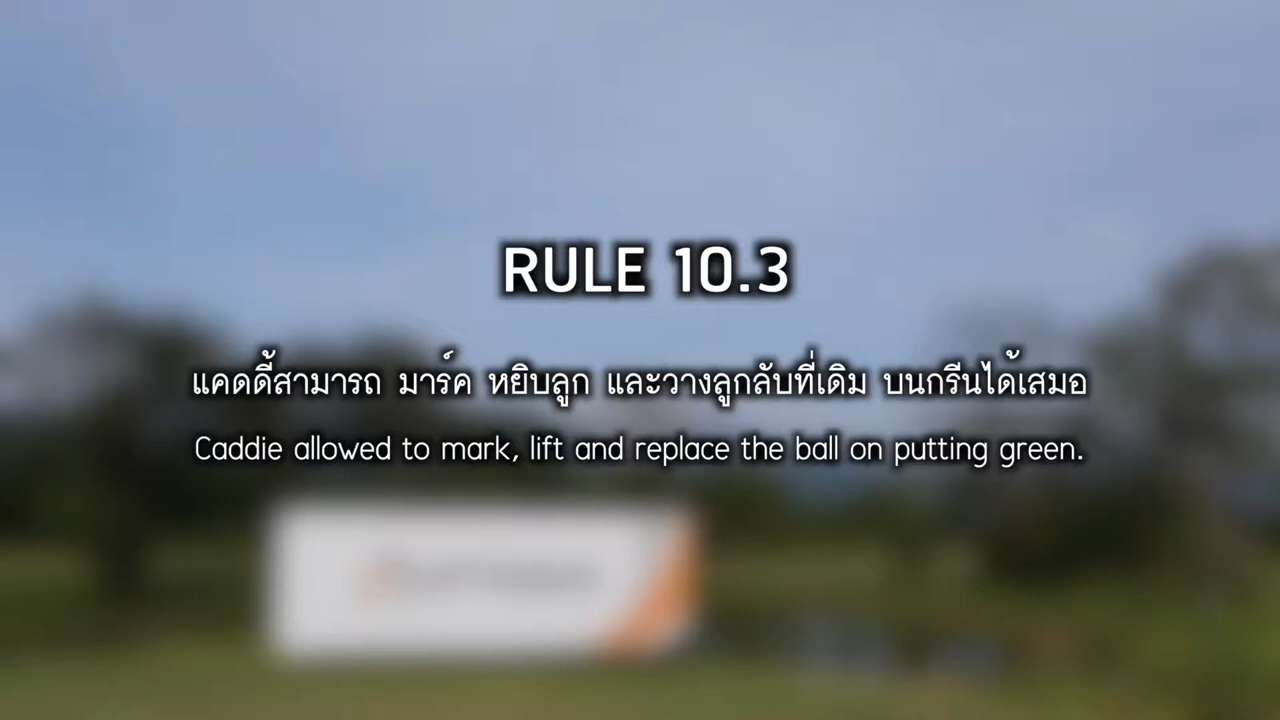 RULE 10.3
แคดดี้สามารถ มาร์ค หยิบลูก และวางลูกลับที่เดิม บนกรีนได้เสมอ
Caddie allowed to mark, lift and replace the ball on putting green.